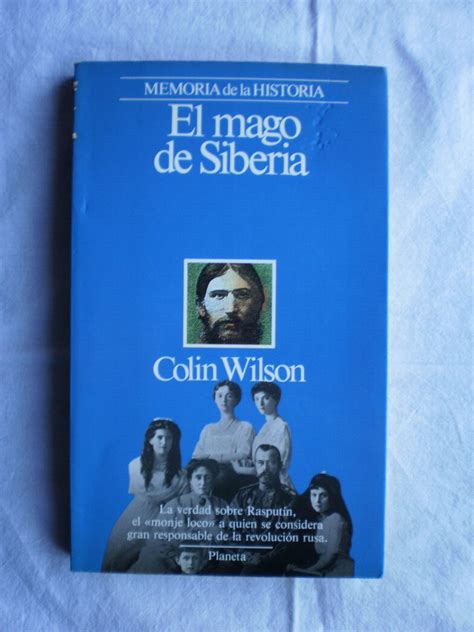 MEMORIA de la HISTORIA
El mago
de Siberia
Colin Wilson
La verdad sobre Rasputín,
el «monje loco» a quien se considera
gran responsable de la revolución rusa.
Planeta